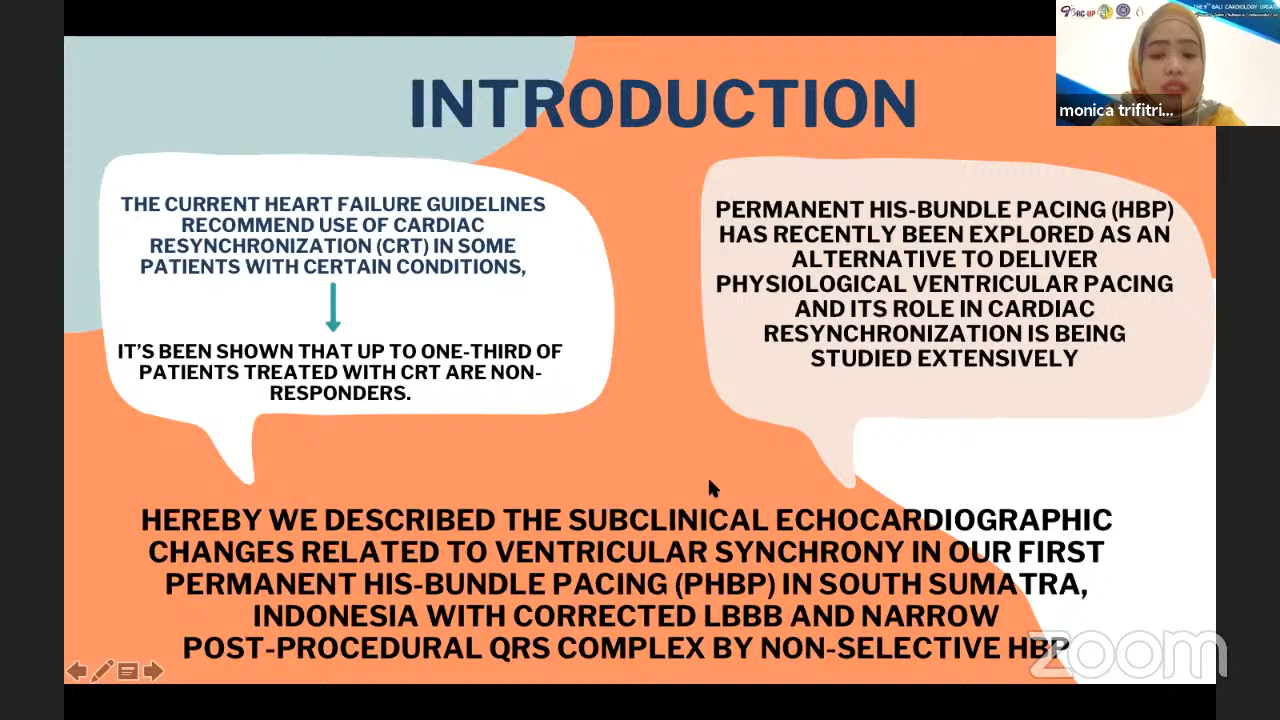 THE 9TH BALI CARDIOLOGY UPDATE
INTRODUCTION
monica trifitri...
THE CURRENT HEART FAILURE GUIDELINES
RECOMMEND USE OF CARDIAC
RESYNCHRONIZATION (CRT) IN SOME
PATIENTS WITH CERTAIN CONDITIONS,
IT’S BEEN SHOWN THAT UP TO ONE-THIRD OF
PATIENTS TREATED WITH CRT ARE NON-
RESPONDERS.
PERMANENT HIS-BUNDLE PACING (HBP)
HAS RECENTLY BEEN EXPLORED AS AN
ALTERNATIVE TO DELIVER
PHYSIOLOGICAL VENTRICULAR PACING
AND ITS ROLE IN CARDIAC
RESYNCHRONIZATION IS BEING
STUDIED EXTENSIVELY
HEREBY WE DESCRIBED THE SUBCLINICAL ECHOCARDIOGRAPHIC
CHANGES RELATED TO VENTRICULAR SYNCHRONY IN OUR FIRST
PERMANENT HIS-BUNDLE PACING (PHBP) IN SOUTH SUMATRA,
INDONESIA WITH CORRECTED LBBB AND NARROW
POST-PROCEDURAL QRS COMPLEX BY NON-SELECTIVE HBP
zoom